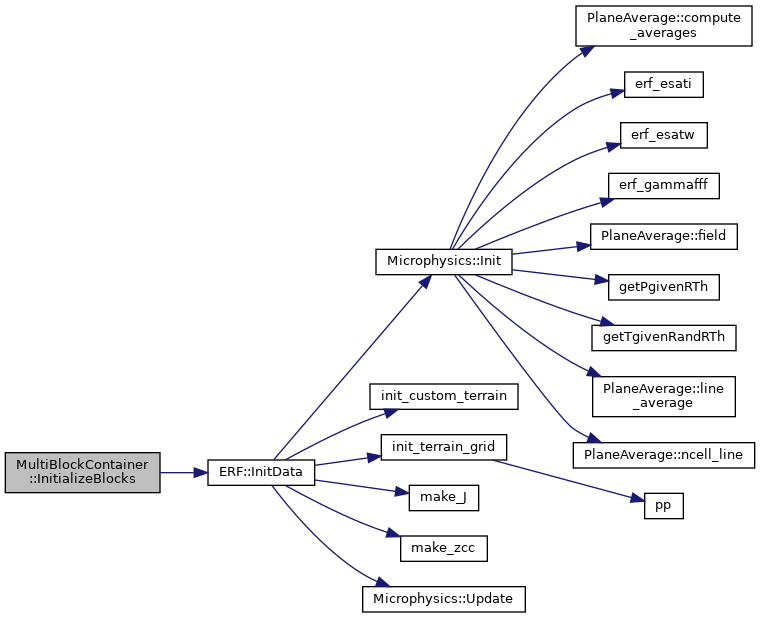 PlaneAverage::compute
_averages
erf_esati
erf_esatw
erf_gammafff
PlaneAverage::field
Microphysics::Init
getPgivenRTh
getTgivenRandRTh
PlaneAverage::line
_average
init_custom_terrain
init_terrain_grid
PlaneAverage::ncell_line
MultiBlockContainer
::InitializeBlocks
ERF::InitData
make_J
pp
make_zcc
Microphysics::Update